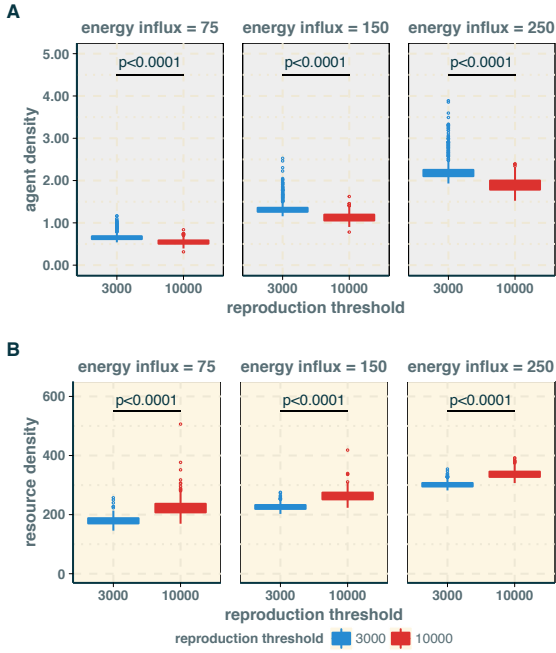 A
energy influx = 75 energy influx = 150 energy influx = 250
5.00
p<0.0001 p<0.0001 p<0.0001
4.00
3.00
2.00
1.00
0.00
agent density
3000 10000 3000 10000 3000 10000
reproduction threshold
B
energy influx = 75 energy influx = 150 energy influx = 250
600
p<0.0001 p<0.0001 p<0.0001
400
200
0
resource density
3000 10000 3000 10000 3000 10000
reproduction threshold
reproduction threshold 3000 10000